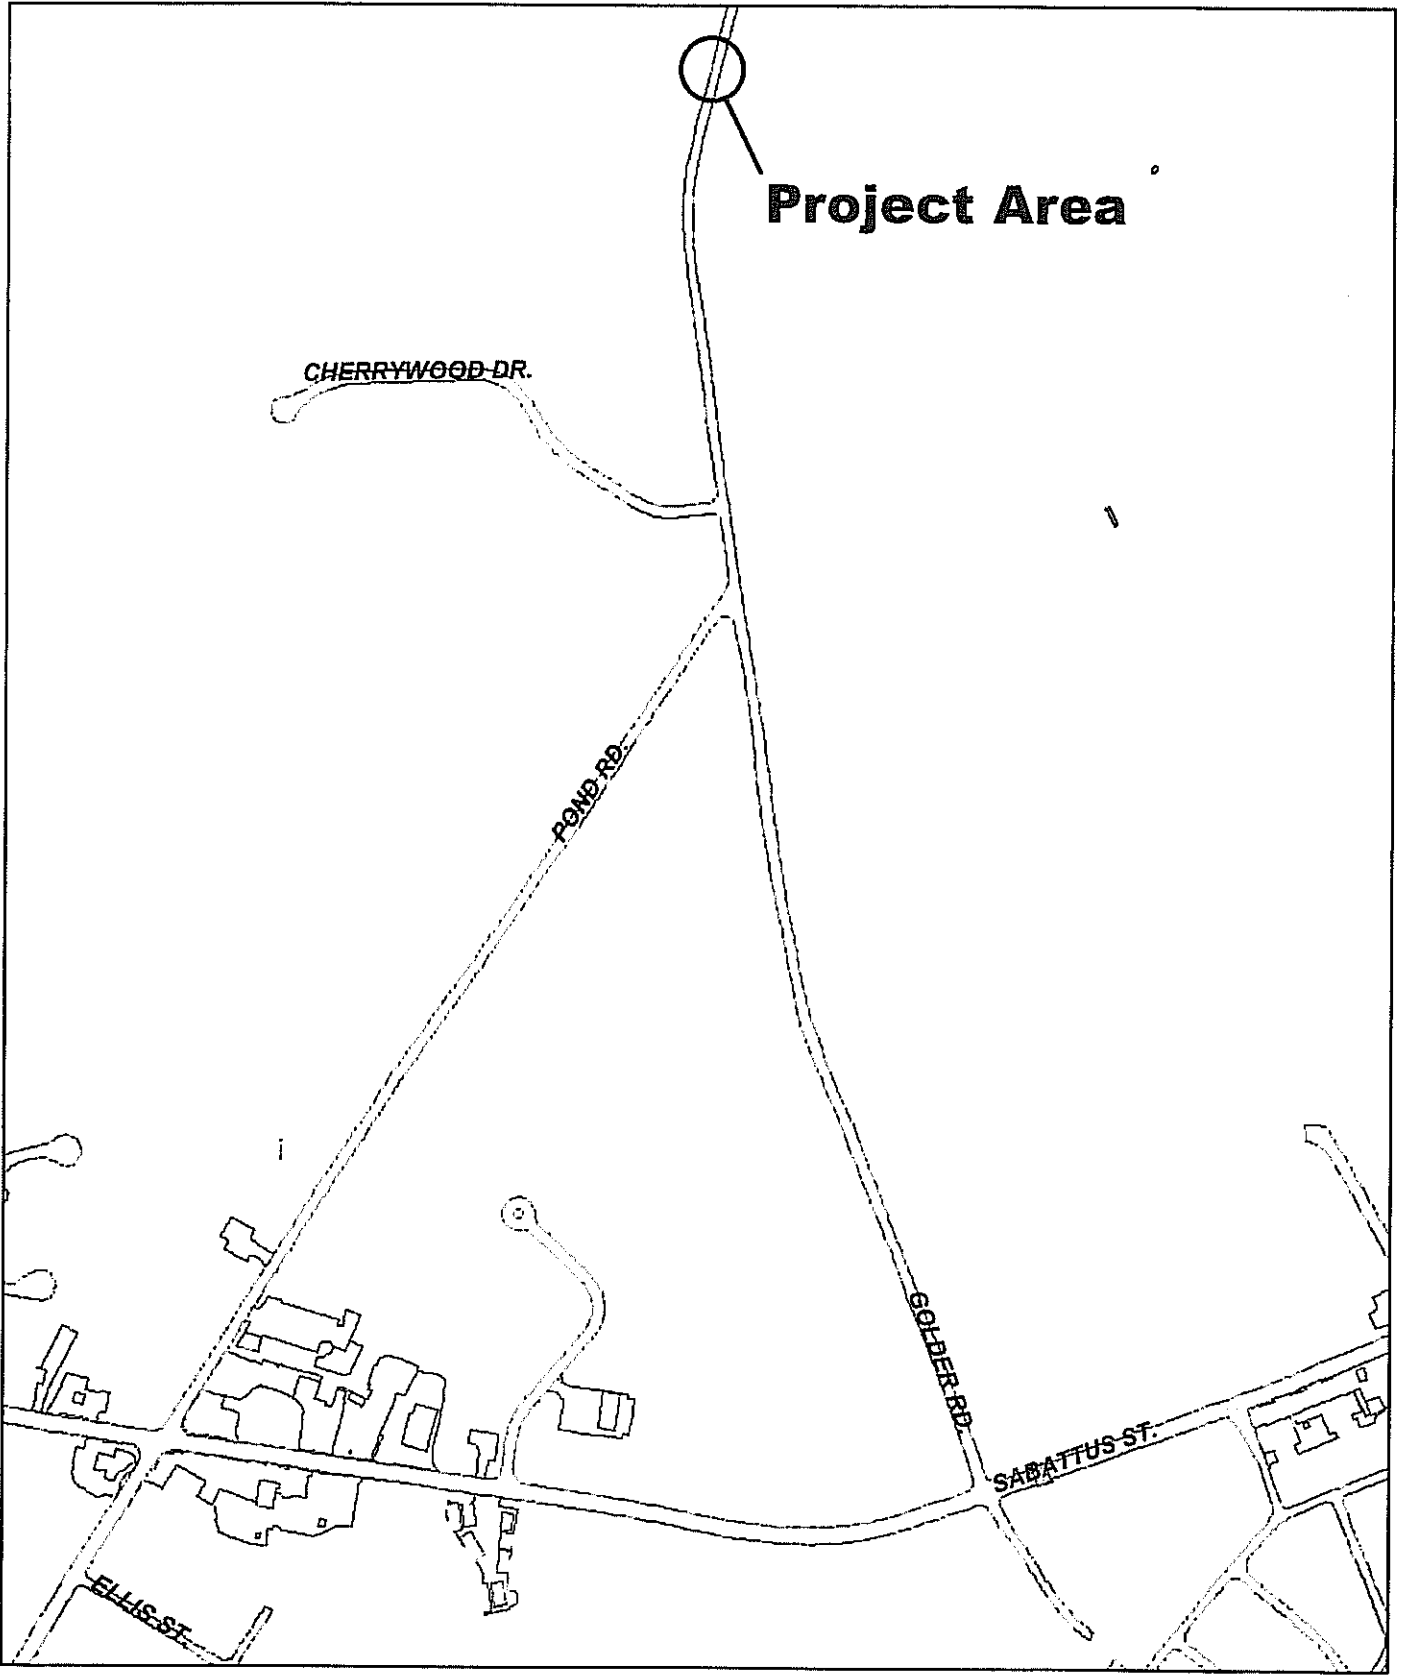 Project Area
CHERRYWOOD DR.
POND RD.
GOLDER RD.
SABATTUS ST.
ELLIS ST.